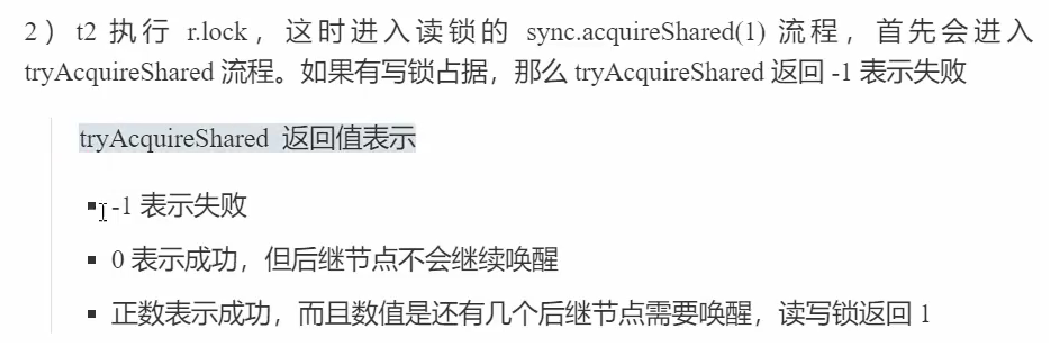 2） t2 执行 r.lock，这时进入读锁的 sync.acquireShared(1) 流程，首先会进入
tryAcquireShared 流程。如果有写锁占据，那么 tryAcquireShared 返回 -1 表示失败
tryAcquireShared 返回值表示
▪ -1 表示失败
▪ 0 表示成功，但后继节点不会继续唤醒
▪ 正数表示成功，而且数值是还有几个后继节点需要唤醒，读写锁返回 1